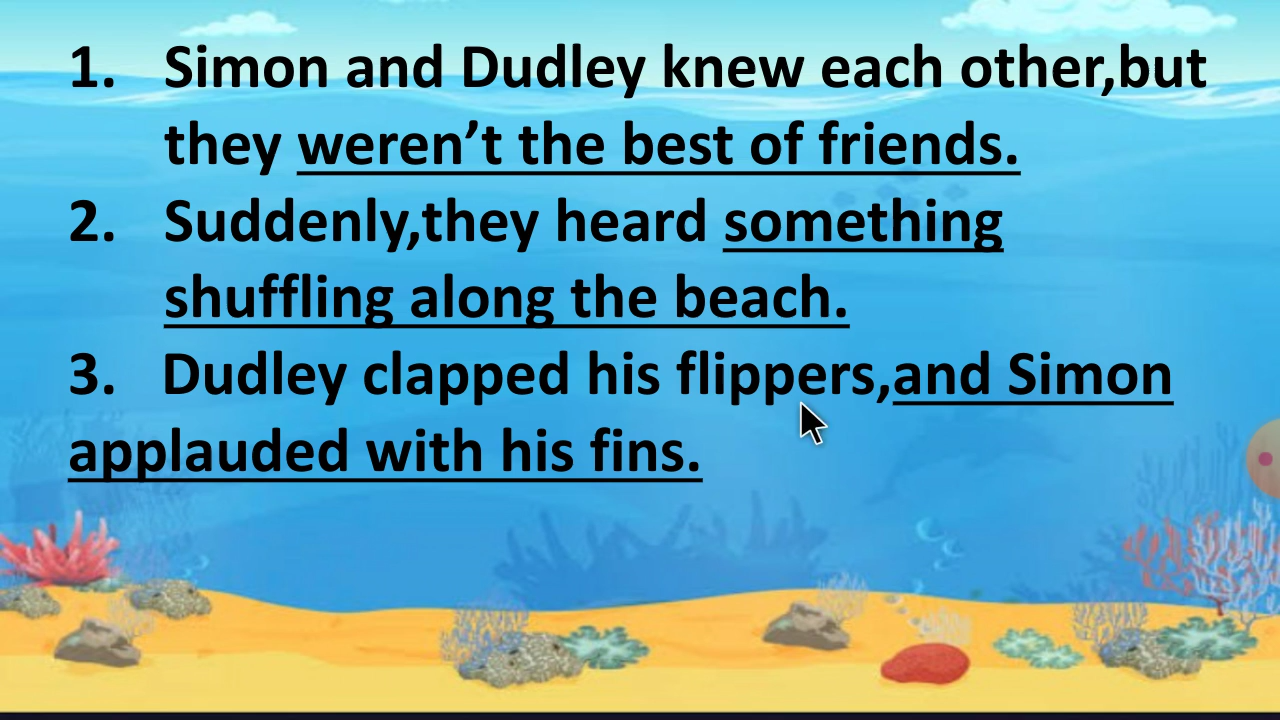 1. Simon and Dudley knew each other,but
they weren’t the best of friends.
2. Suddenly,they heard something
shuffling along the beach.
3. Dudley clapped his flippers,and Simon
applauded with his fins.